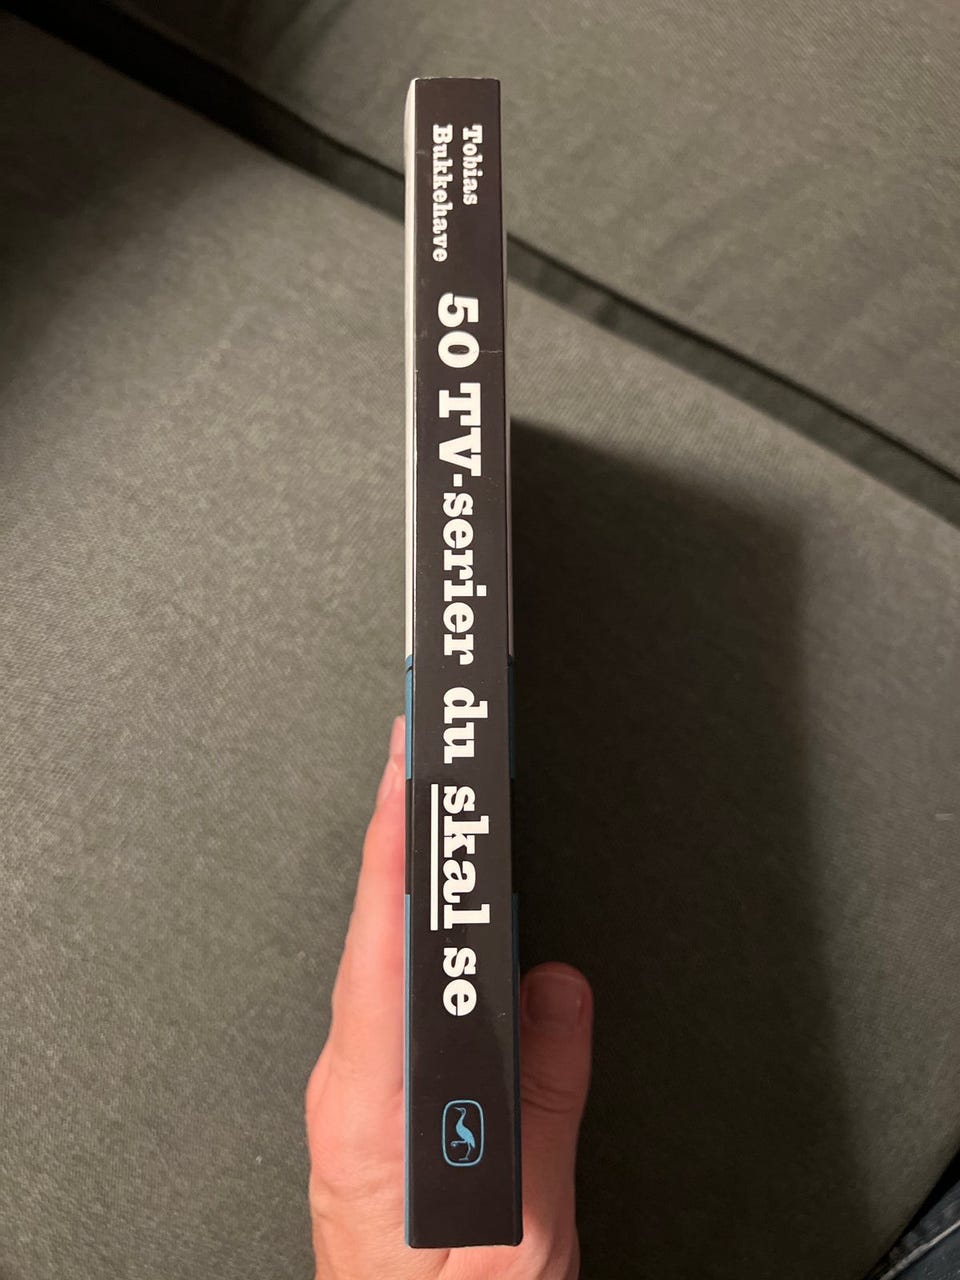 Tobias
Bukkehave
50 TV-serier du skal se